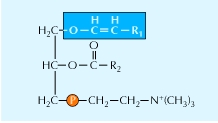 H H
H₂C–O–C=C–R₁
O
HC–O–C–R₂
H₂C–P–CH₂–CH₂–N⁺(CH₃)₃